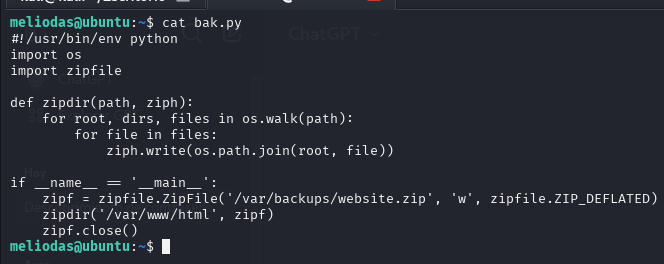 meliodas@ubuntu:~$ cat bak.py
#!/usr/bin/env python
import os
import zipfile
def zipdir(path, ziph):
    for root, dirs, files in os.walk(path):
        for file in files:
            ziph.write(os.path.join(root, file))
if __name__ == '__main__':
    zipf = zipfile.ZipFile('/var/backups/website.zip', 'w', zipfile.ZIP_DEFLATED)
    zipdir('/var/www/html', zipf)
    zipf.close()
meliodas@ubuntu:~$
ChatGPT
Hoy